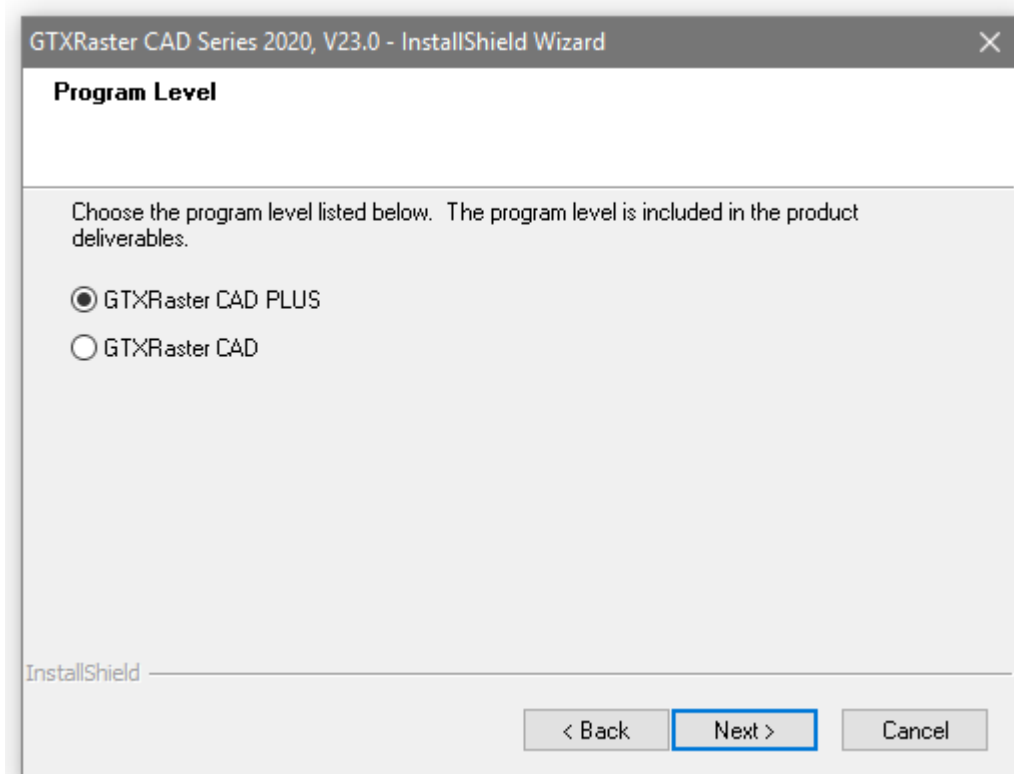 GTXRaster CAD Series 2020, V23.0 - InstallShield Wizard
Program Level
Choose the program level listed below. The program level is included in the product
deliverables.
GTXRaster CAD PLUS
GTXRaster CAD
InstallShield
< Back
Next >
Cancel